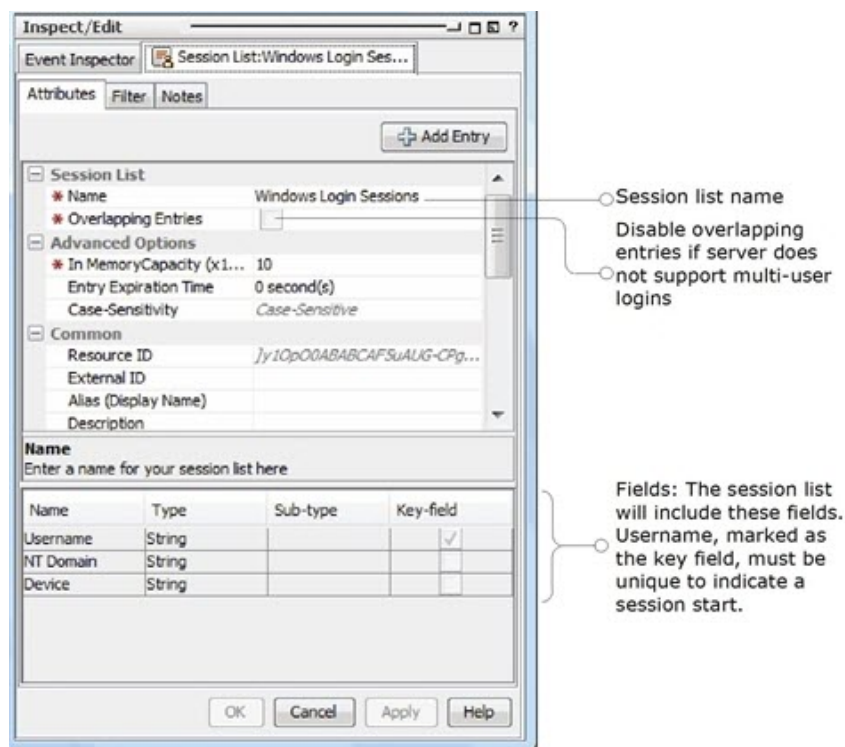 Inspect/Edit ?
Event Inspector Session List:Windows Login Ses...
Attributes Filter Notes
Add Entry
Session List
* Name Windows Login Sessions
* Overlapping Entries
Advanced Options
* In MemoryCapacity (x1... 10
Entry Expiration Time 0 second(s)
Case-Sensitivity Case-Sensitive
Common
Resource ID
External ID
Alias (Display Name)
Description
Name
Enter a name for your session list here
Name Type Sub-type Key-field
Username String
NT Domain String
Device String
OK Cancel Apply Help
Session list name
Disable overlapping
entries if server does
not support multi-user
logins
Fields: The session list
will include these fields.
Username, marked as
the key field, must be
unique to indicate a
session start.